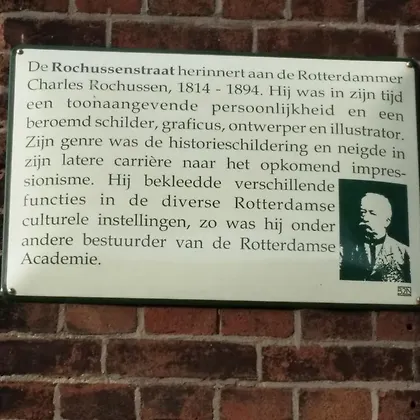 De Rochussenstraat herinnert aan de Rotterdammer
Charles Rochussen, 1814 - 1894. Hij was in zijn tijd
een toonaangevende persoonlijkheid en een
beroemd schilder, graficus, ontwerper en illustrator.
Zijn genre was de historieschildering en neigde in
zijn latere carrière naar het opkomend impres-
sionisme. Hij bekleedde verschillende
functies in de diverse Rotterdamse
culturele instellingen, zo was hij onder
andere bestuurder van de Rotterdamse
Academie.